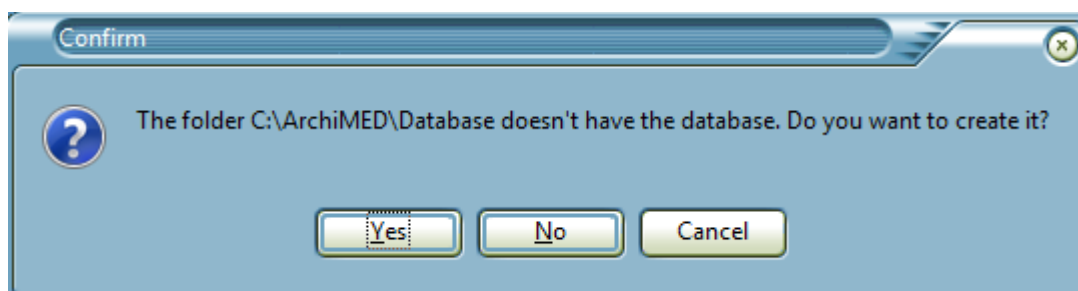 Confirm
The folder C:\ArchiMED\Database doesn't have the database. Do you want to create it?
Yes
No
Cancel